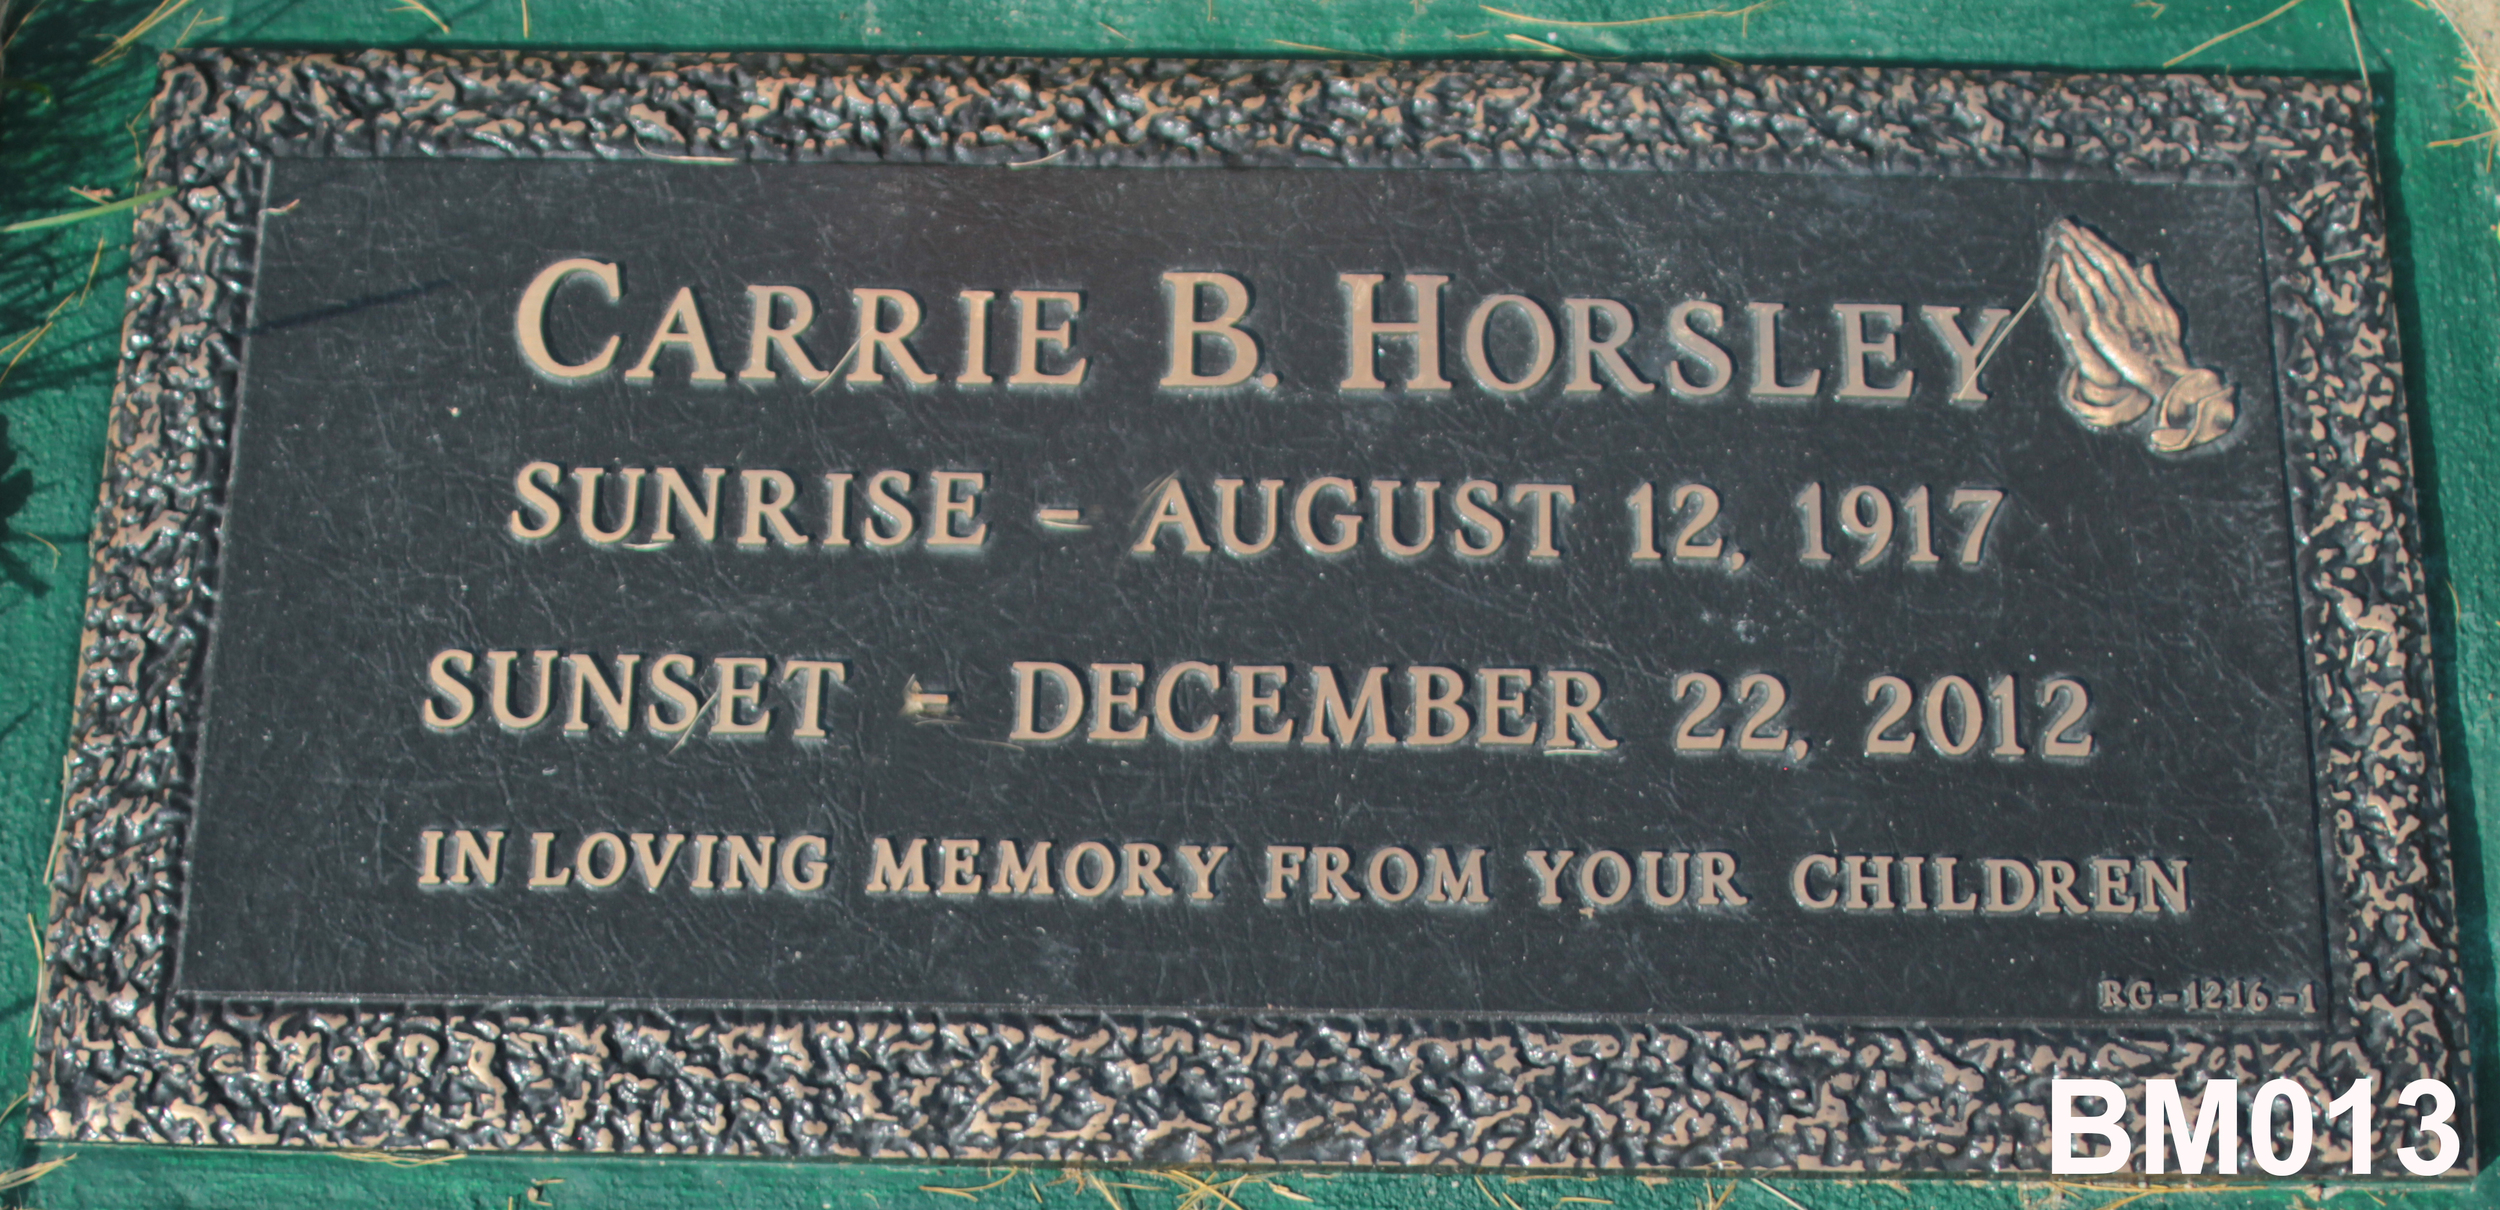 CARRIE B. HORSLEY
SUNRISE - AUGUST 12, 1917
SUNSET - DECEMBER 22, 2012
IN LOVING MEMORY FROM YOUR CHILDREN
RG-1216-1
BM013